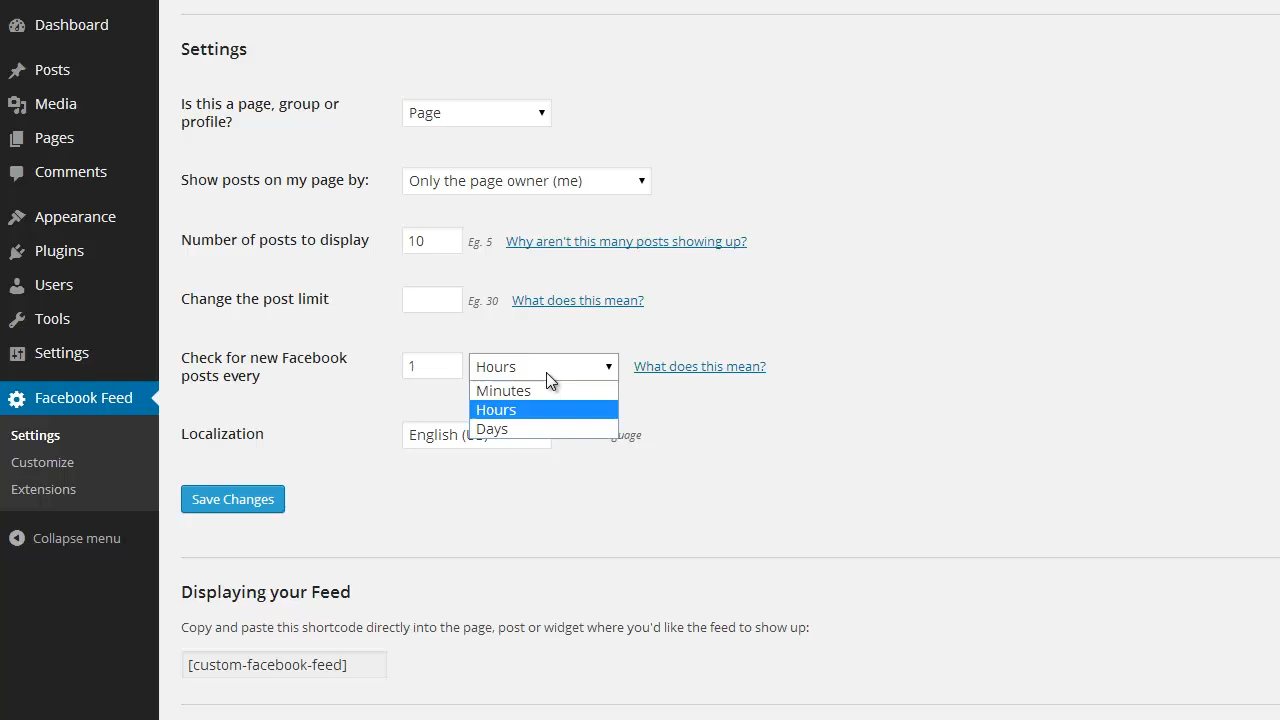 Dashboard
Posts
Media
Pages
Comments
Appearance
Plugins
Users
Tools
Settings
Facebook Feed
Settings
Customize
Extensions
Collapse menu
Settings
Is this a page, group or
profile?
Page
Show posts on my page by:
Only the page owner (me)
Number of posts to display
10
Eg. 5
Why aren't this many posts showing up?
Change the post limit
Eg. 30
What does this mean?
Check for new Facebook
posts every
1
Hours
What does this mean?
Minutes
Hours
Days
Localization
English (
Save Changes
Displaying your Feed
Copy and paste this shortcode directly into the page, post or widget where you'd like the feed to show up:
[custom-facebook-feed]